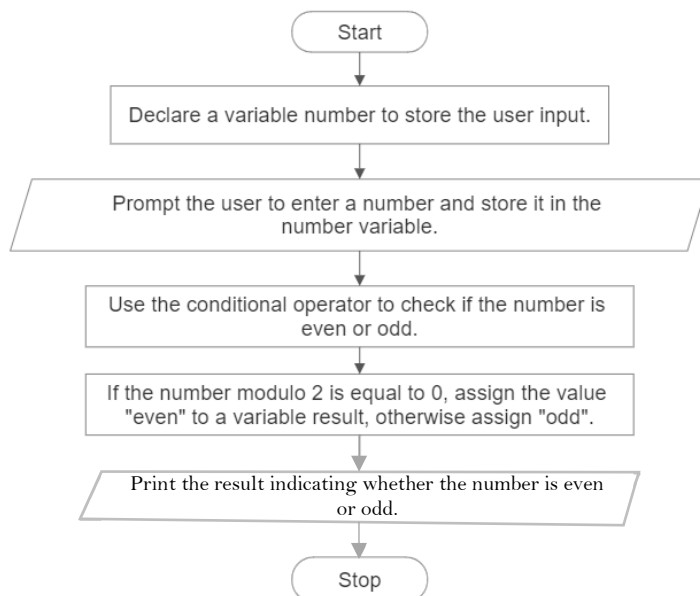 Start
Declare a variable number to store the user input.
Prompt the user to enter a number and store it in the
number variable.
Use the conditional operator to check if the number is
even or odd.
If the number modulo 2 is equal to 0, assign the value
"even" to a variable result, otherwise assign "odd".
Print the result indicating whether the number is even
or odd.
Stop